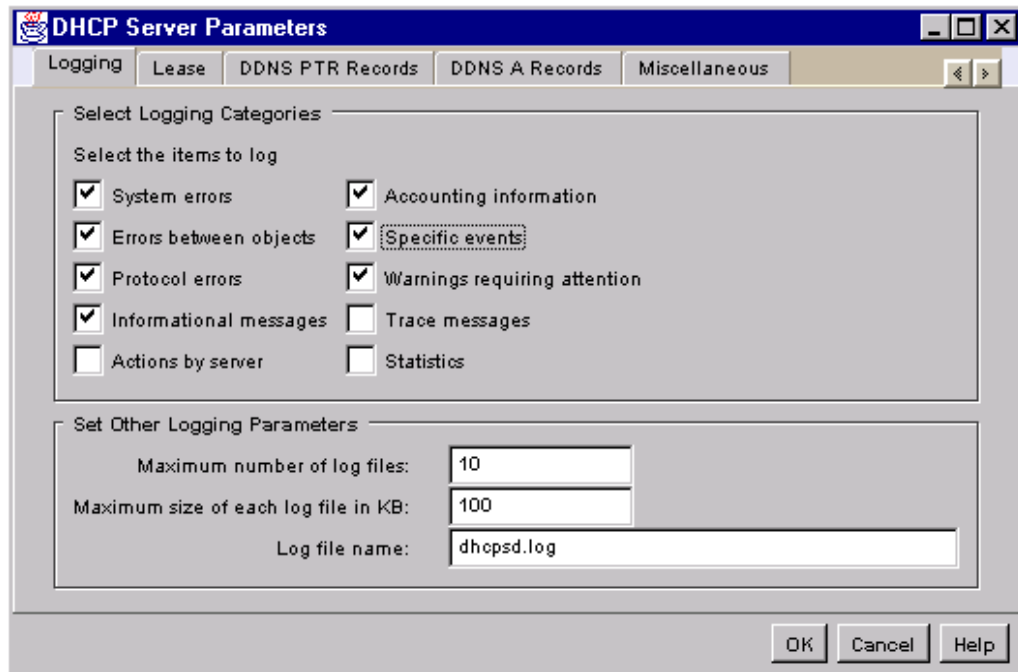 DHCP Server Parameters
Logging
Lease
DDNS PTR Records
DDNS A Records
Miscellaneous
Select Logging Categories
Select the items to log
System errors
Accounting information
Errors between objects
Specific events
Protocol errors
Warnings requiring attention
Informational messages
Trace messages
Actions by server
Statistics
Set Other Logging Parameters
Maximum number of log files:
10
Maximum size of each log file in KB:
100
Log file name:
dhcpsd.log
OK
Cancel
Help